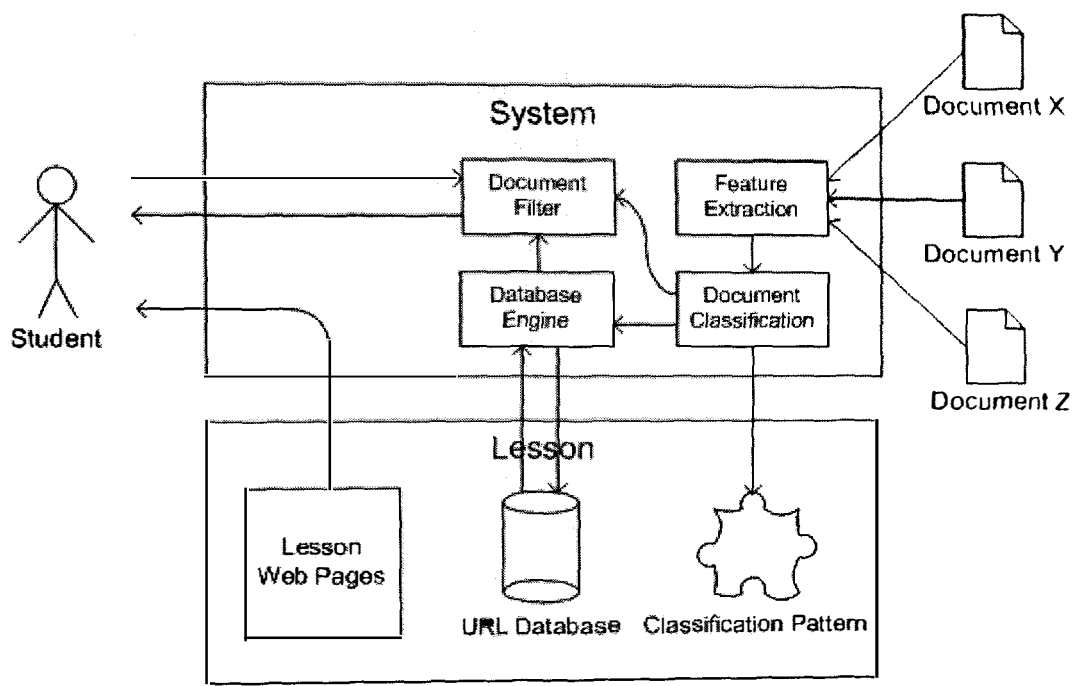 System
Document X
Document
Filter
Feature
Extraction
Document Y
Database
Engine
Document
Classification
Student
Document Z
Lesson
Lesson
Web Pages
URL Database
Classification Pattern